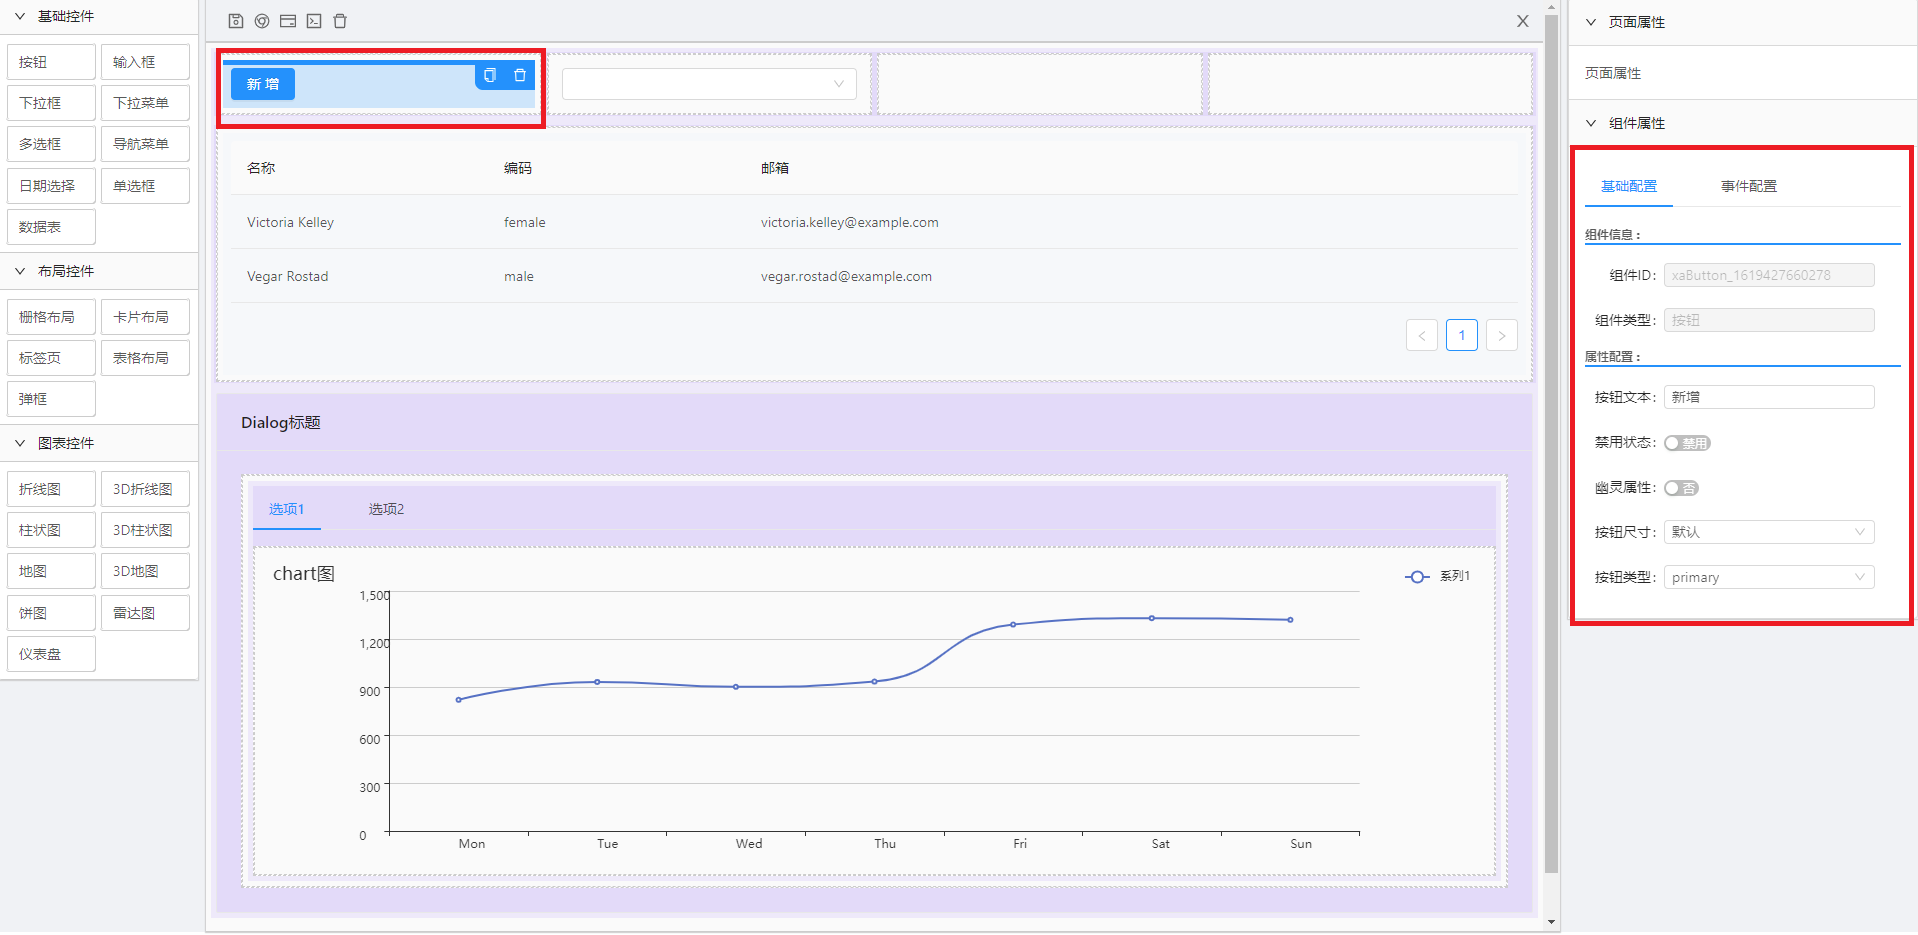 基础控件
按钮 输入框
下拉框 下拉菜单
多选框 导航菜单
日期选择 单选框
数据表
布局控件
栅格布局 卡片布局
标签页 表格布局
弹框
图表控件
折线图 3D折线图
柱状图 3D柱状图
地图 3D地图
饼图 雷达图
仪表盘
X
新 增
名称 编码 邮箱
Victoria Kelley female victoria.kelley@example.com
Vegar Rostad male vegar.rostad@example.com
< 1 >
Dialog标题
选项1 选项2
chart图
系列1
1,500
1,200
900
600
300
0
Mon Tue Wed Thu Fri Sat Sun
页面属性
页面属性
组件属性
基础配置 事件配置
组件信息：
组件ID: xaButton_1619427660278
组件类型: 按钮
属性配置：
按钮文本: 新增
禁用状态: 禁用
幽灵属性: 否
按钮尺寸: 默认
按钮类型: primary